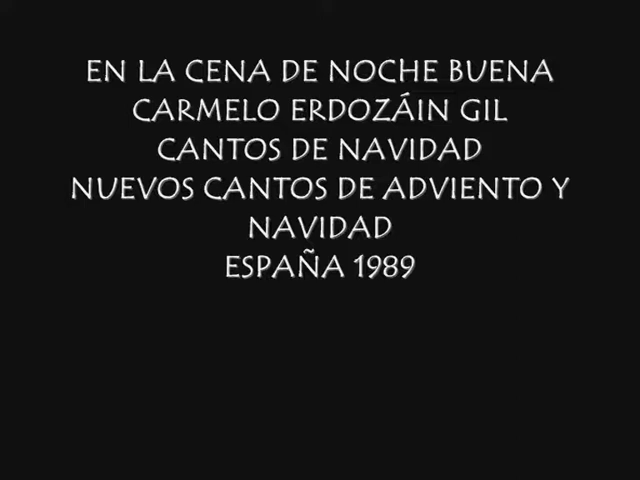 EN LA CENA DE NOCHE BUENA
CARMELO ERDOZÁIN GIL
CANTOS DE NAVIDAD
NUEVOS CANTOS DE ADVIENTO Y
NAVIDAD
ESPAÑA 1989